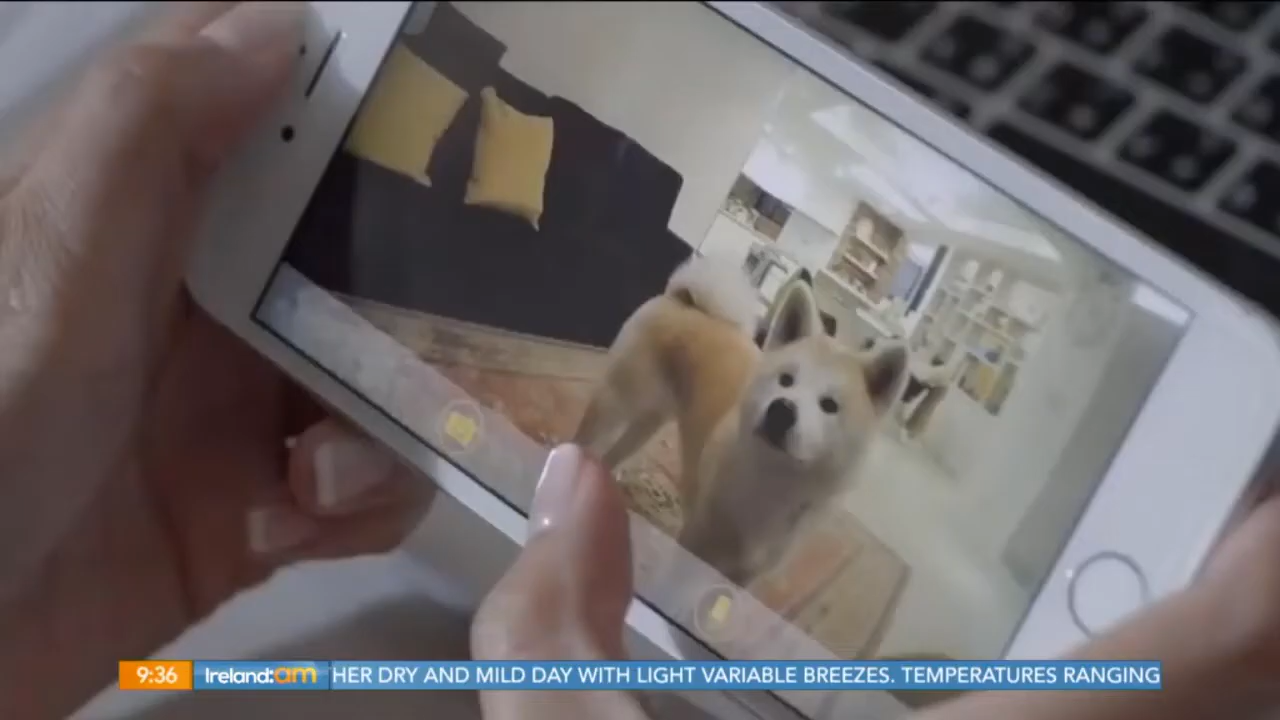 9:36 Ireland:am HER DRY AND MILD DAY WITH LIGHT VARIABLE BREEZES. TEMPERATURES RANGING